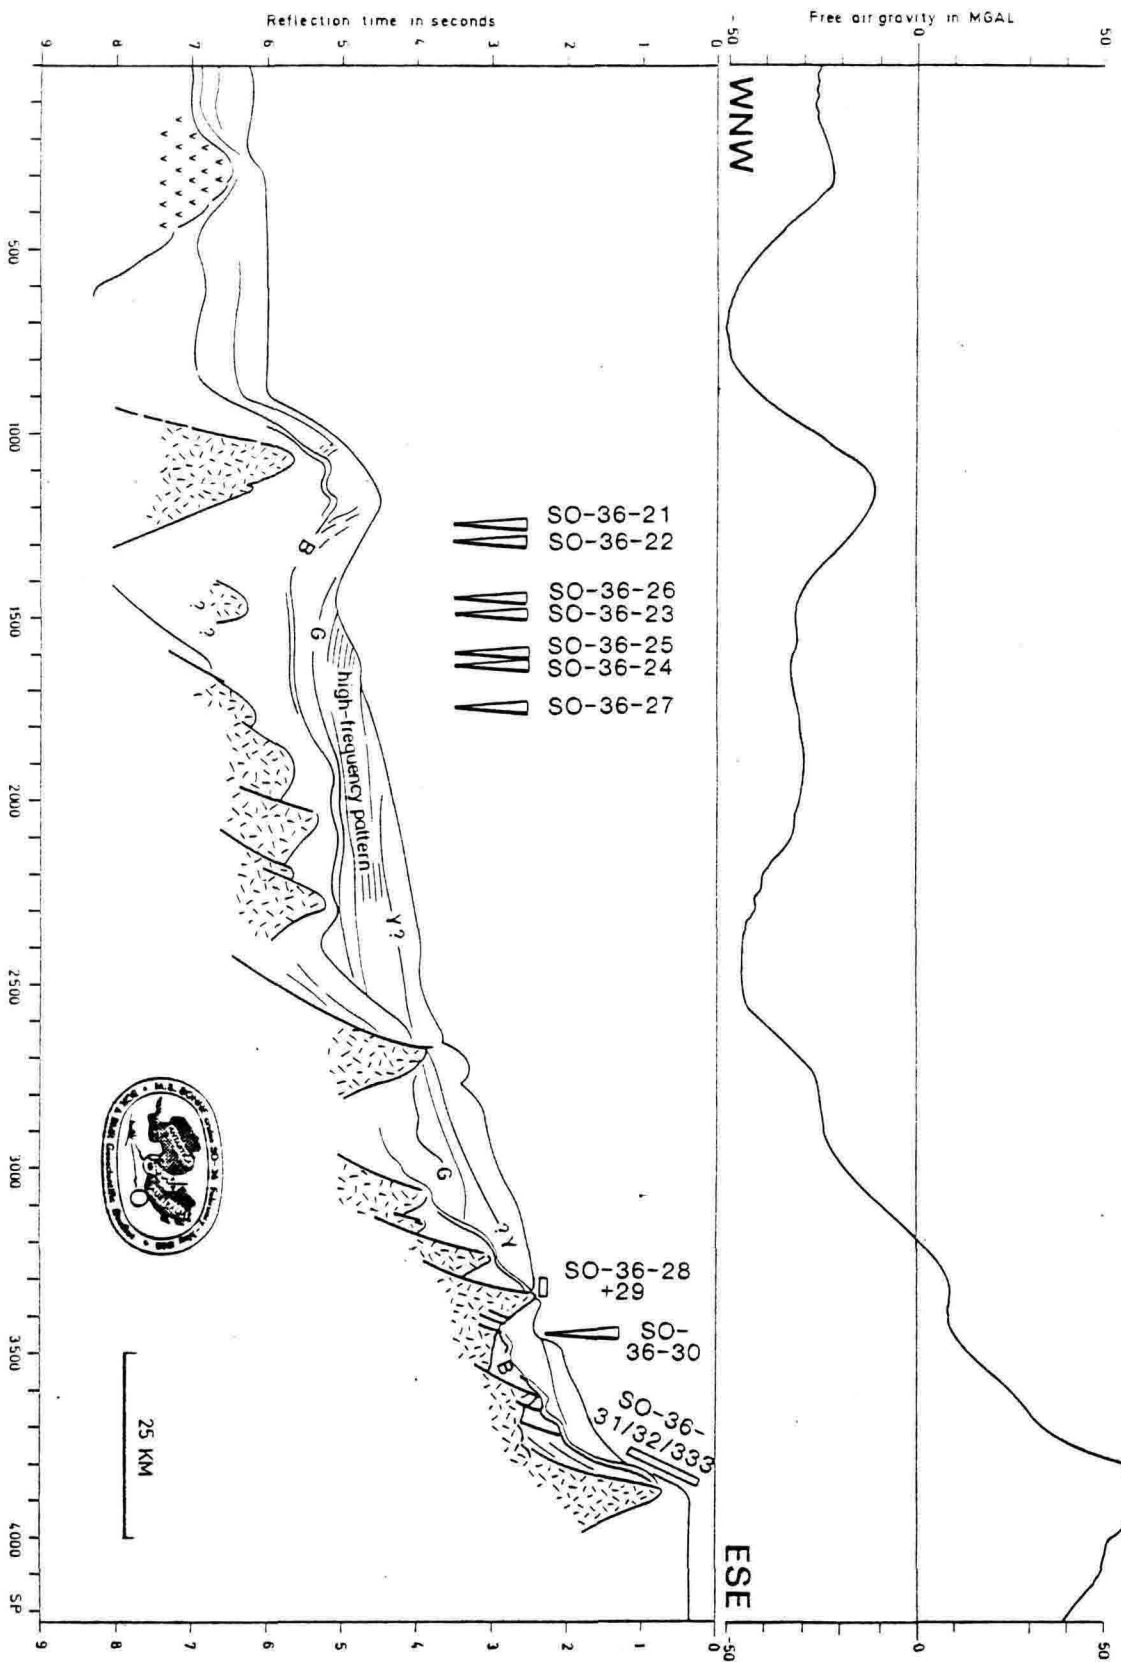 Reflection time in seconds
Free air gravity in MGAL
9 8 7 6 5 4 3 2 1 0
-50 0 50
WNW
ESE
SO-36-21
SO-36-22
SO-36-26
SO-36-23
SO-36-25
SO-36-24
SO-36-27
SO-36-28
+29
SO-
36-30
SO-36-
31/32/333
B
G
high-frequency pattern
Y?
?
?
G
?Y
B
25 KM
500 1000 1500 2000 2500 3000 3500 4000 SP
9 8 7 6 5 4 3 2 1 0
-50 0 50